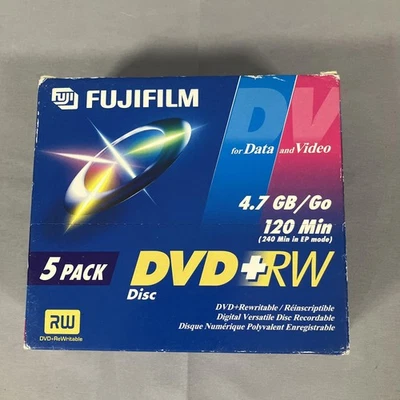 FUJI FUJIFILM
DV
for Data and Video
4.7 GB/Go
120 Min
(240 Min in EP mode)
5 PACK
DVD+RW
Disc
DVD+Rewritable / Réinscriptible
Digital Versatile Disc Recordable
Disque Numérique Polyvalent Enregistrable
RW
DVD+ReWritable